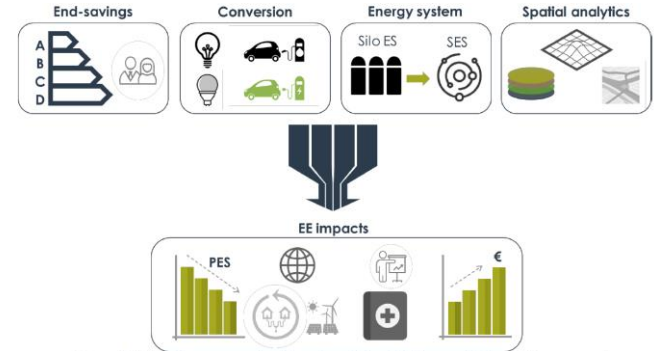 End-savings
Conversion
Energy system
Spatial analytics
A
B
C
D
Silo ES
SES
EE impacts
PES
€